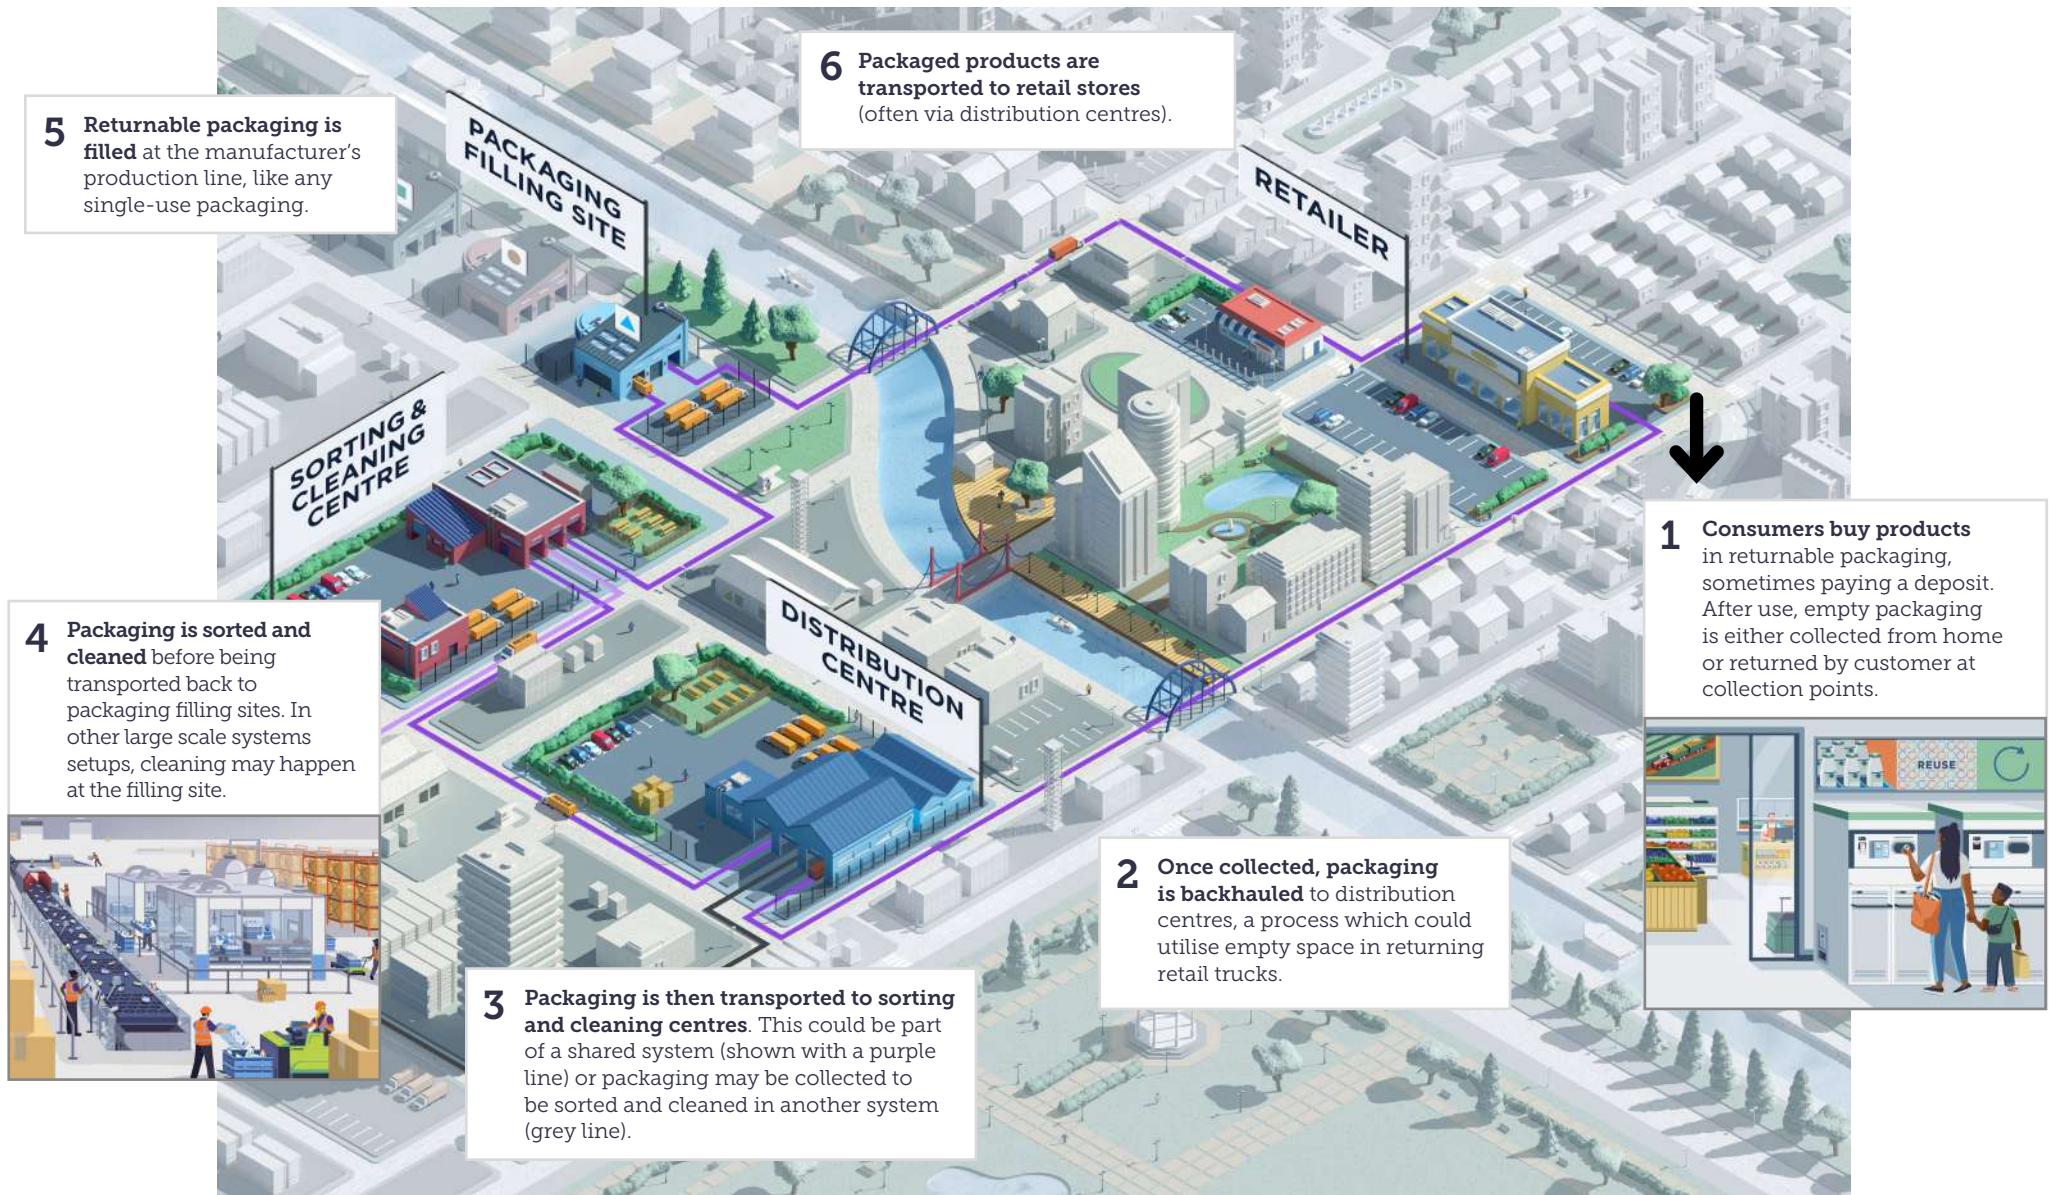 6 Packaged products are
transported to retail stores
(often via distribution centres).
5 Returnable packaging is
filled at the manufacturer's
production line, like any
single-use packaging.
PACKAGING
FILLING SITE
RETAILER
SORTING &
CLEANING
CENTRE
DISTRIBUTION
CENTRE
1 Consumers buy products
in returnable packaging,
sometimes paying a deposit.
After use, empty packaging
is either collected from home
or returned by customer at
collection points.
REUSE
4 Packaging is sorted and
cleaned before being
transported back to
packaging filling sites. In
other large scale systems
setups, cleaning may happen
at the filling site.
2 Once collected, packaging
is backhauled to distribution
centres, a process which could
utilise empty space in returning
retail trucks.
3 Packaging is then transported to sorting
and cleaning centres. This could be part
of a shared system (shown with a purple
line) or packaging may be collected to
be sorted and cleaned in another system
(grey line).